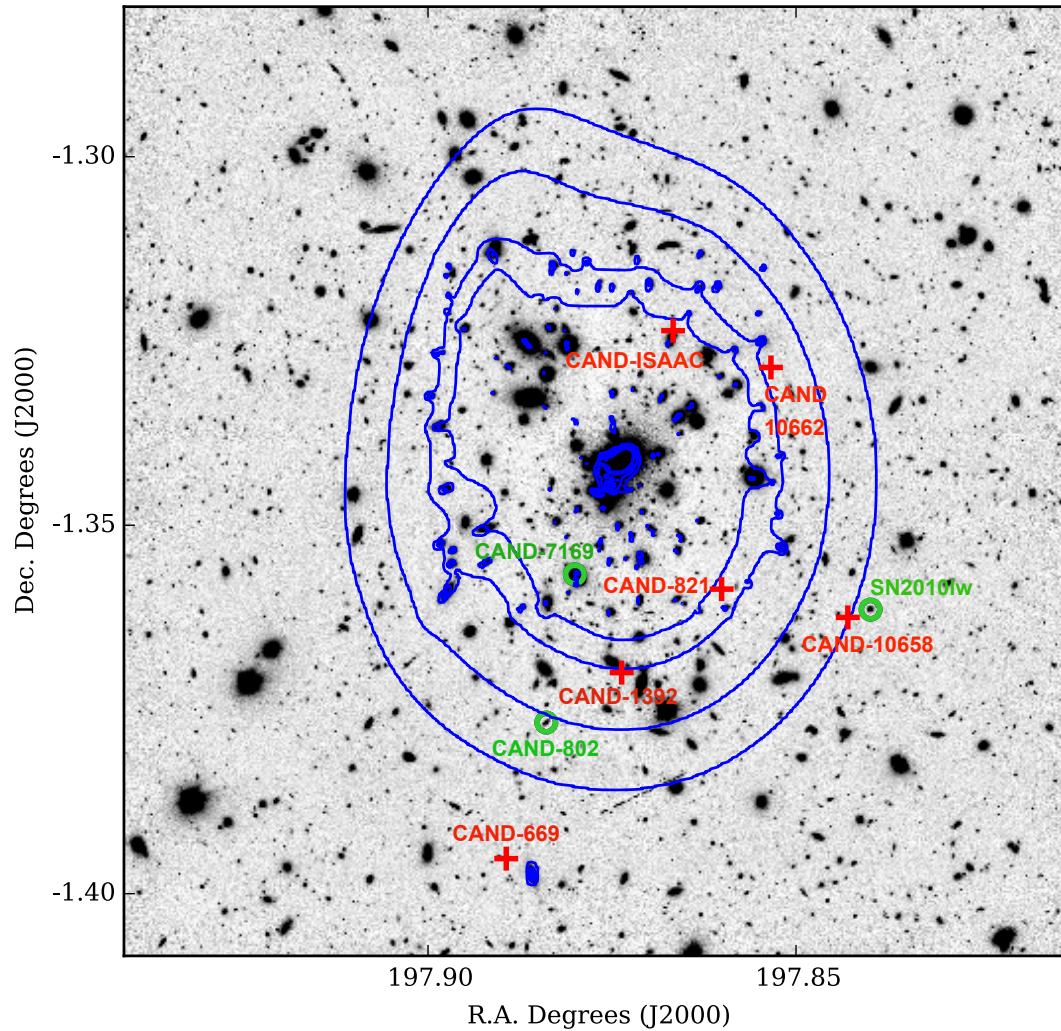 -1.30
CAND-ISAAC
CAND
10662
Dec. Degrees (J2000)
-1.35
CAND-7169
CAND-821
SN2010lw
CAND-10658
CAND-1392
CAND-802
CAND-669
-1.40
197.90
197.85
R.A. Degrees (J2000)